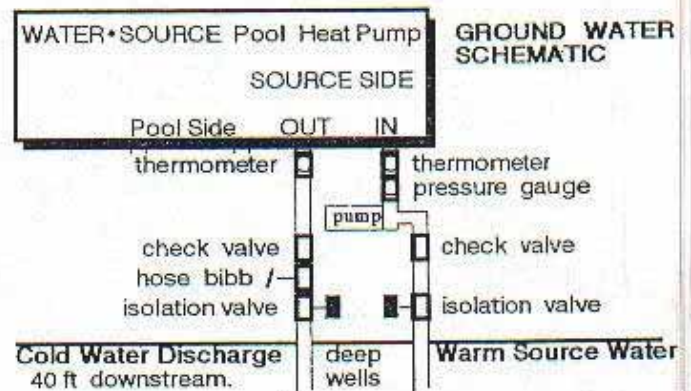 WATER•SOURCE Pool Heat Pump
GROUND WATER
SCHEMATIC
SOURCE SIDE
Pool Side OUT IN
thermometer
thermometer
pressure gauge
pump
check valve
check valve
hose bibb /
isolation valve
isolation valve
Cold Water Discharge
40 ft downstream.
deep
wells
Warm Source Water